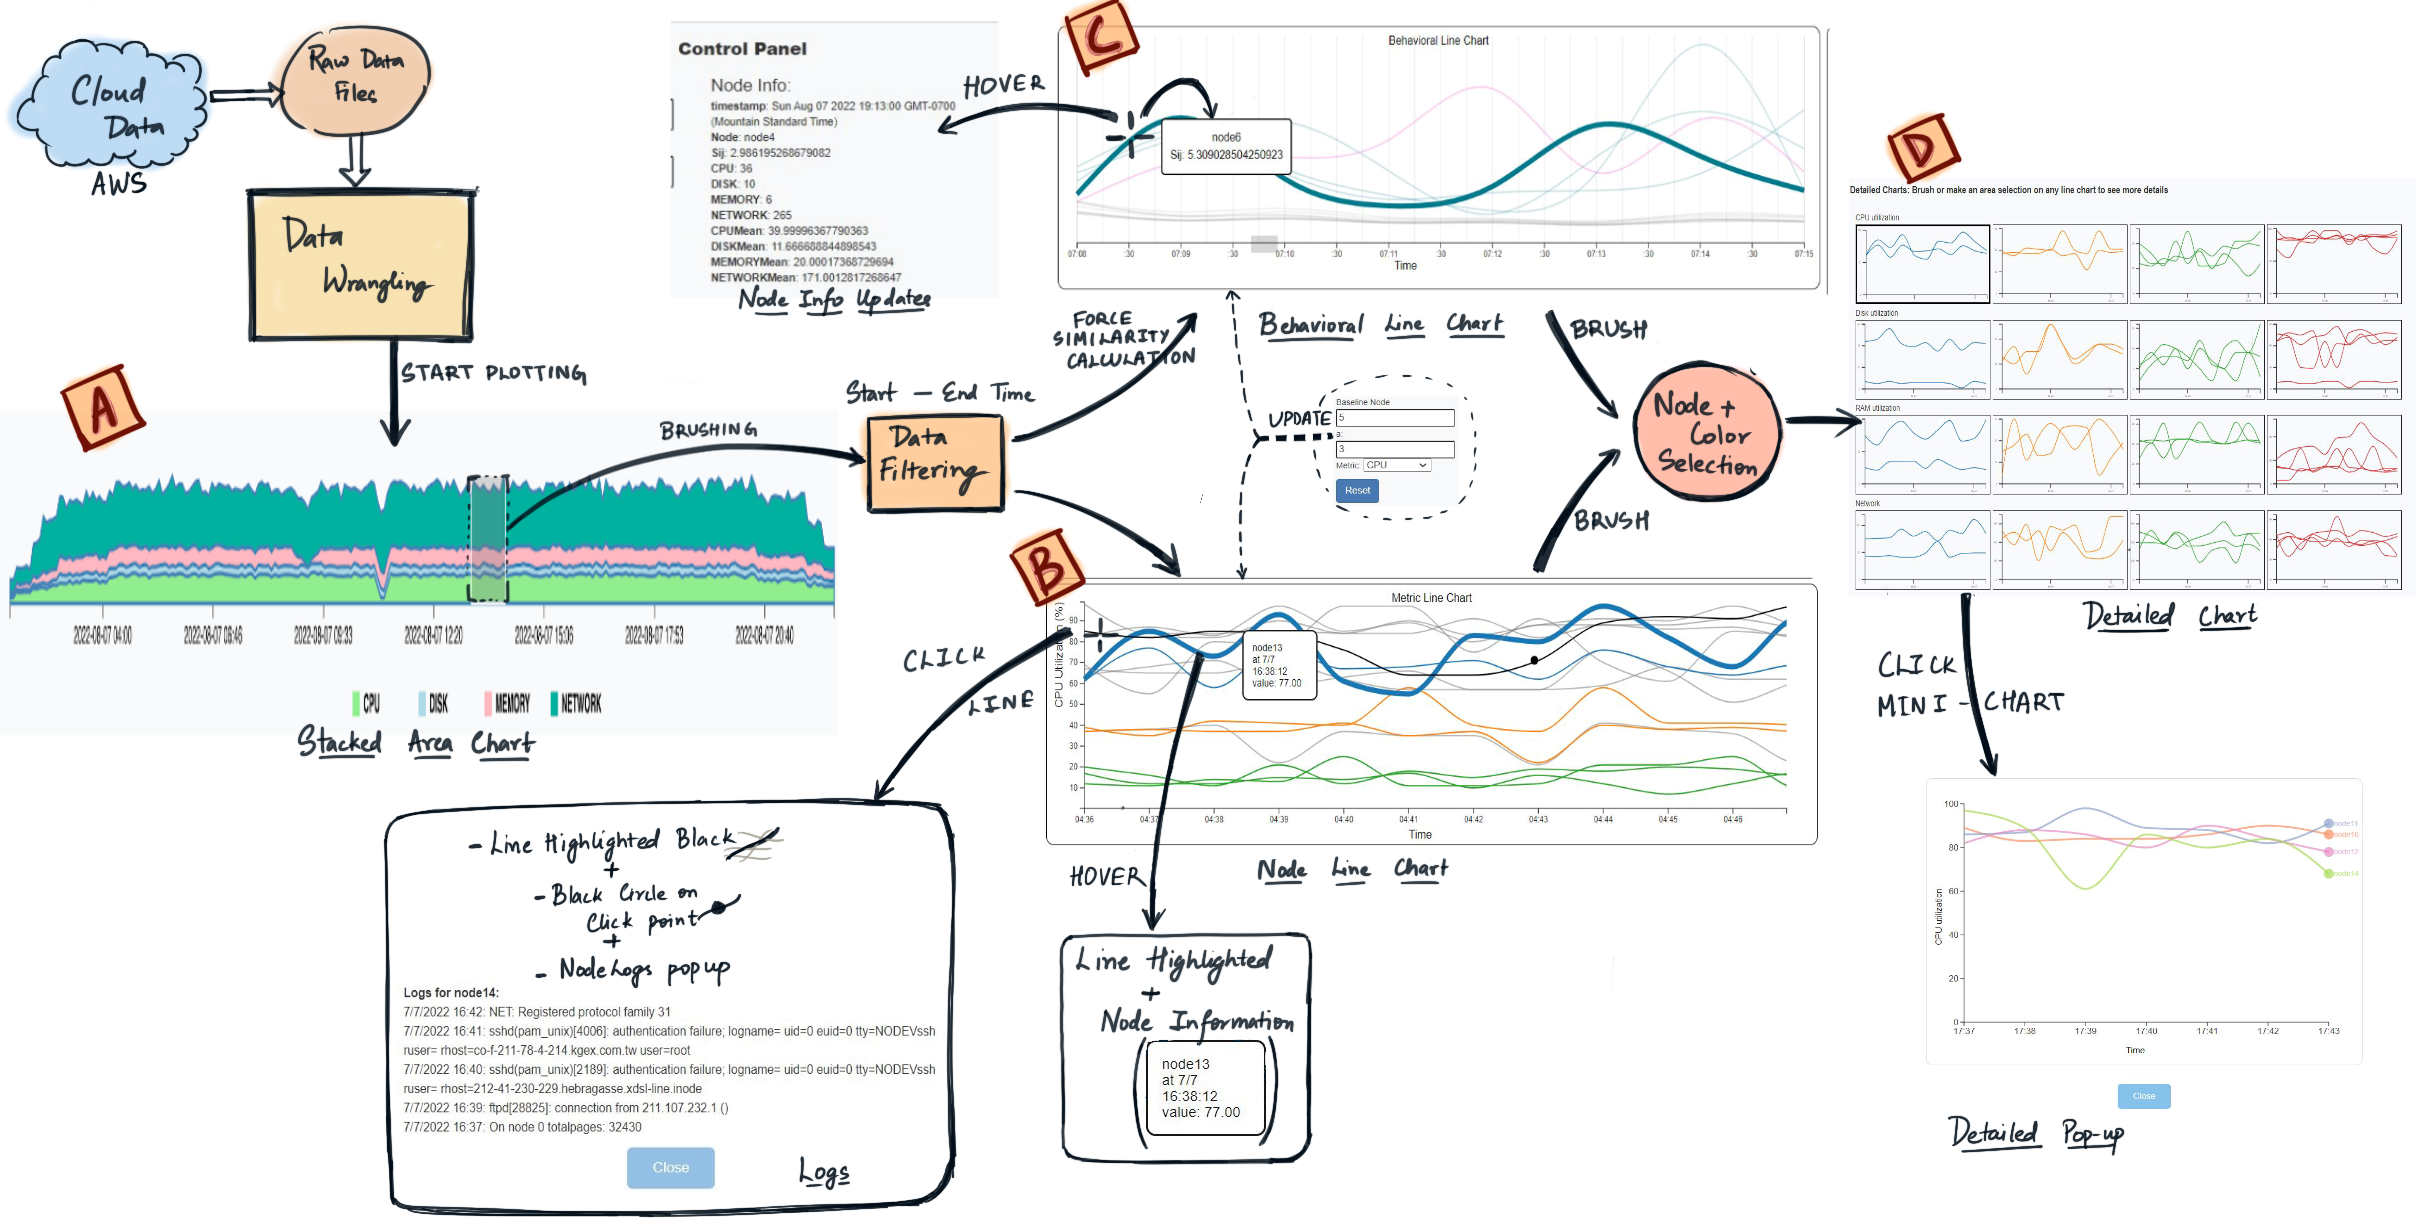 Cloud
Data
AWS
Raw Data
Files
Data
Wrangling
START PLOTTING
A
2022-08-07 04:00
2022-08-07 06:46
2022-08-07 09:33
2022-08-07 12:20
2022-08-07 15:06
2022-08-07 17:53
2022-08-07 20:40
CPU
DISK
MEMORY
NETWORK
Stacked Area Chart
BRUSHING
Start - End Time
Data
Filtering
Control Panel
Node Info:
timestamp: Sun Aug 07 2022 19:13:00 GMT-0700
(Mountain Standard Time)
Node: node4
Sij: 2.986195268679082
CPU: 36
DISK: 10
MEMORY: 6
NETWORK: 265
CPUMean: 39.99996367790363
DISKMean: 11.666688844898543
MEMORYMean: 20.00017368729694
NETWORKMean: 171.0012817268647
Node Info Updates
HOVER
C
Behavioral Line Chart
node6
Sij: 5.309028504250923
07:08
:30
07:09
:30
07:10
:30
07:11
:30
07:12
:30
07:13
:30
07:14
:30
07:15
Time
FORCE
SIMILARITY
CALCULATION
Behavioral Line Chart
BRUSH
UPDATE
Baseline Node
5
a:
3
Metric: CPU
Reset
BRUSH
Node +
Color
Selection
B
Metric Line Chart
CPU Utilization (%)
90
80
70
60
50
40
30
20
10
node13
at 7/7
16:38:12
value: 77.00
04:36
04:37
04:38
04:39
04:40
04:41
04:42
04:43
04:44
04:45
04:46
Time
Node Line Chart
CLICK
LINE
- Line Highlighted Black
+
- Black Circle on
Click point
+
- Node Logs pop up
Logs for node14:
7/7/2022 16:42: NET: Registered protocol family 31
7/7/2022 16:41: sshd(pam_unix)[4006]: authentication failure; logname= uid=0 euid=0 tty=NODEVssh
ruser= rhost=co-f-211-78-4-214.kgex.com.tw user=root
7/7/2022 16:40: sshd(pam_unix)[2189]: authentication failure; logname= uid=0 euid=0 tty=NODEVssh
ruser= rhost=212-41-230-229.hebragasse.xdsl-line.inode
7/7/2022 16:39: ftpd[28825]: connection from 211.107.232.1 ()
7/7/2022 16:37: On node 0 totalpages: 32430
Close
Logs
HOVER
Line Highlighted
+
Node Information
node13
at 7/7
16:38:12
value: 77.00
D
Detailed Charts: Brush or make an area selection on any line chart to see more details
CPU utilization
Disk utilization
RAM utilization
Network
Detailed Chart
CLICK
MINI - CHART
CPU utilization
100
80
60
40
20
0
node11
node10
node12
node14
17:37
17:38
17:39
17:40
17:41
17:42
17:43
Time
Close
Detailed Pop-up